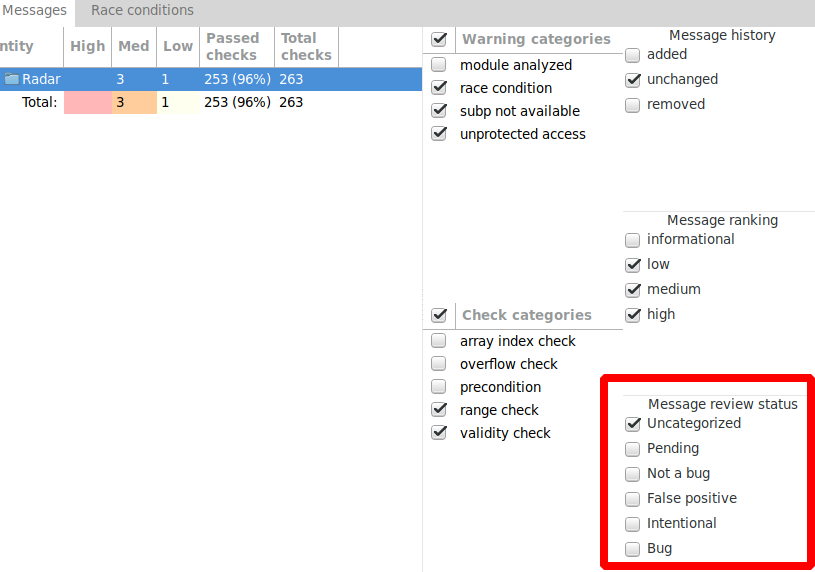 Messages Race conditions
ntity High Med Low Passed checks Total checks
Radar 3 1 253 (96%) 263
Total: 3 1 253 (96%) 263
Warning categories
module analyzed
race condition
subp not available
unprotected access
Check categories
array index check
overflow check
precondition
range check
validity check
Message history
added
unchanged
removed
Message ranking
informational
low
medium
high
Message review status
Uncategorized
Pending
Not a bug
False positive
Intentional
Bug